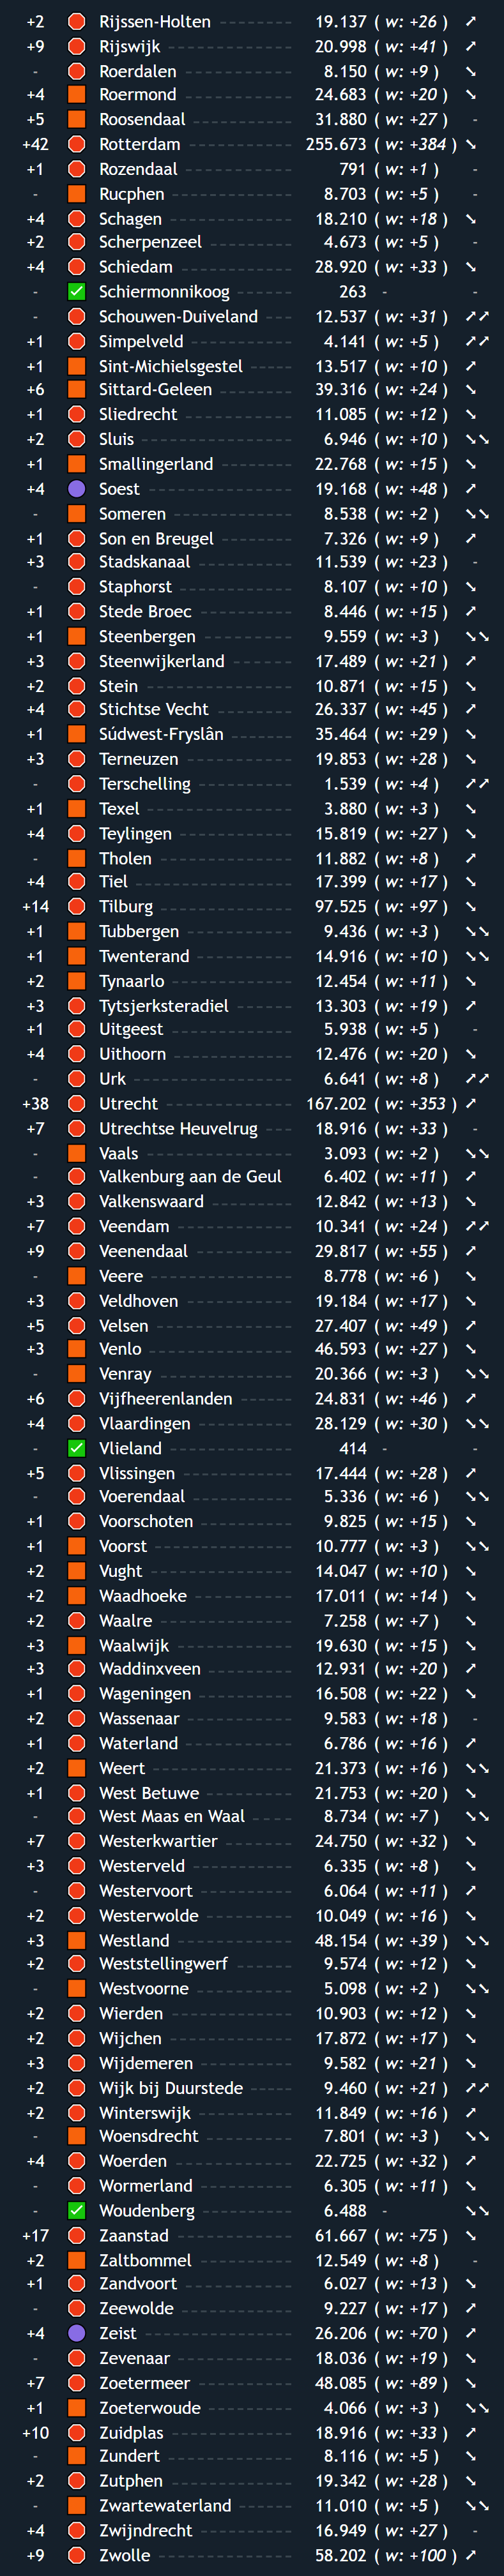 +2 Rijssen-Holten 19.137 ( w: +26 ) ➚
+9 Rijswijk 20.998 ( w: +41 ) ➚
- Roerdalen 8.150 ( w: +9 ) ➘
+4 Roermond 24.683 ( w: +20 ) ➘
+5 Roosendaal 31.880 ( w: +27 ) -
+42 Rotterdam 255.673 ( w: +384 ) ➘
+1 Rozendaal 791 ( w: +1 ) -
- Rucphen 8.703 ( w: +5 ) -
+4 Schagen 18.210 ( w: +18 ) ➘
+2 Scherpenzeel 4.673 ( w: +5 ) -
+4 Schiedam 28.920 ( w: +33 ) ➘
- Schiermonnikoog 263 - -
- Schouwen-Duiveland 12.537 ( w: +31 ) ➚➚
+1 Simpelveld 4.141 ( w: +5 ) ➚➚
+1 Sint-Michielsgestel 13.517 ( w: +10 ) ➚
+6 Sittard-Geleen 39.316 ( w: +24 ) ➘
+1 Sliedrecht 11.085 ( w: +12 ) ➘
+2 Sluis 6.946 ( w: +10 ) ➘➘
+1 Smallingerland 22.768 ( w: +15 ) ➘
+4 Soest 19.168 ( w: +48 ) ➚
- Someren 8.538 ( w: +2 ) ➘➘
+1 Son en Breugel 7.326 ( w: +9 ) ➚
+3 Stadskanaal 11.539 ( w: +23 ) -
- Staphorst 8.107 ( w: +10 ) ➘
+1 Stede Broec 8.446 ( w: +15 ) ➚
+1 Steenbergen 9.559 ( w: +3 ) ➘➘
+3 Steenwijkerland 17.489 ( w: +21 ) ➚
+2 Stein 10.871 ( w: +15 ) ➘
+4 Stichtse Vecht 26.337 ( w: +45 ) ➚
+1 Súdwest-Fryslân 35.464 ( w: +29 ) ➘
+3 Terneuzen 19.853 ( w: +28 ) ➘
- Terschelling 1.539 ( w: +4 ) ➚➚
+1 Texel 3.880 ( w: +3 ) ➘
+4 Teylingen 15.819 ( w: +27 ) ➘
- Tholen 11.882 ( w: +8 ) ➚
+4 Tiel 17.399 ( w: +17 ) ➘
+14 Tilburg 97.525 ( w: +97 ) ➘
+1 Tubbergen 9.436 ( w: +3 ) ➘➘
+1 Twenterand 14.916 ( w: +10 ) ➘➘
+2 Tynaarlo 12.454 ( w: +11 ) ➘
+3 Tytsjerksteradiel 13.303 ( w: +19 ) ➚
+1 Uitgeest 5.938 ( w: +5 ) -
+4 Uithoorn 12.476 ( w: +20 ) ➘
- Urk 6.641 ( w: +8 ) ➚➚
+38 Utrecht 167.202 ( w: +353 ) ➚
+7 Utrechtse Heuvelrug 18.916 ( w: +33 ) -
- Vaals 3.093 ( w: +2 ) ➘➘
- Valkenburg aan de Geul 6.402 ( w: +11 ) ➚
+3 Valkenswaard 12.842 ( w: +13 ) ➘
+7 Veendam 10.341 ( w: +24 ) ➚➚
+9 Veenendaal 29.817 ( w: +55 ) ➚
- Veere 8.778 ( w: +6 ) ➘
+3 Veldhoven 19.184 ( w: +17 ) ➘
+5 Velsen 27.407 ( w: +49 ) ➚
+3 Venlo 46.593 ( w: +27 ) ➘
- Venray 20.366 ( w: +3 ) ➘➘
+6 Vijfheerenlanden 24.831 ( w: +46 ) ➚
+4 Vlaardingen 28.129 ( w: +30 ) ➘➘
- Vlieland 414 - -
+5 Vlissingen 17.444 ( w: +28 ) ➚
- Voerendaal 5.336 ( w: +6 ) ➘➘
+1 Voorschoten 9.825 ( w: +15 ) ➘
+1 Voorst 10.777 ( w: +3 ) ➘➘
+2 Vught 14.047 ( w: +10 ) ➘
+2 Waadhoeke 17.011 ( w: +14 ) ➘
+2 Waalre 7.258 ( w: +7 ) ➘
+3 Waalwijk 19.630 ( w: +15 ) ➘
+3 Waddinxveen 12.931 ( w: +20 ) ➚
+1 Wageningen 16.508 ( w: +22 ) ➘
+2 Wassenaar 9.583 ( w: +18 ) -
+1 Waterland 6.786 ( w: +16 ) ➚
+2 Weert 21.373 ( w: +16 ) ➘➘
+1 West Betuwe 21.753 ( w: +20 ) ➘
- West Maas en Waal 8.734 ( w: +7 ) ➘➘
+7 Westerkwartier 24.750 ( w: +32 ) ➘
+3 Westerveld 6.335 ( w: +8 ) ➘
- Westervoort 6.064 ( w: +11 ) ➚
+2 Westerwolde 10.049 ( w: +16 ) ➘
+3 Westland 48.154 ( w: +39 ) ➘➘
+2 Weststellingwerf 9.574 ( w: +12 ) ➘
- Westvoorne 5.098 ( w: +2 ) ➘➘
+2 Wierden 10.903 ( w: +12 ) ➘
+2 Wijchen 17.872 ( w: +17 ) ➘
+3 Wijdemeren 9.582 ( w: +21 ) ➘
+2 Wijk bij Duurstede 9.460 ( w: +21 ) ➚➚
+2 Winterswijk 11.849 ( w: +16 ) ➚
- Woensdrecht 7.801 ( w: +3 ) ➘➘
+4 Woerden 22.725 ( w: +32 ) ➚
- Wormerland 6.305 ( w: +11 ) ➘
- Woudenberg 6.488 - ➘➘
+17 Zaanstad 61.667 ( w: +75 ) ➘
+2 Zaltbommel 12.549 ( w: +8 ) -
+1 Zandvoort 6.027 ( w: +13 ) ➘
- Zeewolde 9.227 ( w: +17 ) ➚
+4 Zeist 26.206 ( w: +70 ) ➚
- Zevenaar 18.036 ( w: +19 ) ➘
+7 Zoetermeer 48.085 ( w: +89 ) ➘
+1 Zoeterwoude 4.066 ( w: +3 ) ➘➘
+10 Zuidplas 18.916 ( w: +33 ) ➚
- Zundert 8.116 ( w: +5 ) ➘
+2 Zutphen 19.342 ( w: +28 ) ➘
- Zwartewaterland 11.010 ( w: +5 ) ➘➘
+4 Zwijndrecht 16.949 ( w: +27 ) -
+9 Zwolle 58.202 ( w: +100 ) ➚